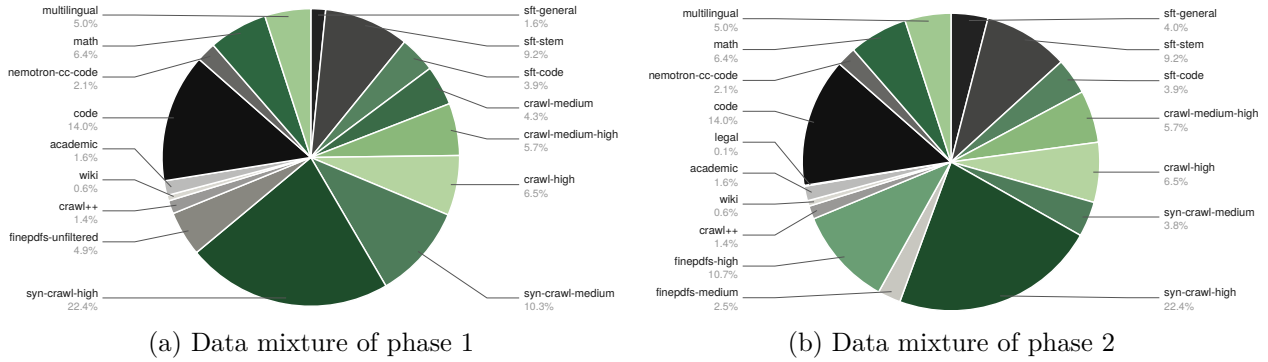 multilingual
5.0%
math
6.4%
nemotron-cc-code
2.1%
code
14.0%
academic
1.6%
wiki
0.6%
crawl++
1.4%
finepdfs-unfiltered
4.9%
syn-crawl-high
22.4%
sft-general
1.6%
sft-stem
9.2%
sft-code
3.9%
crawl-medium
4.3%
crawl-medium-high
5.7%
crawl-high
6.5%
syn-crawl-medium
10.3%
(a) Data mixture of phase 1
multilingual
5.0%
math
6.4%
nemotron-cc-code
2.1%
code
14.0%
legal
0.1%
academic
1.6%
wiki
0.6%
crawl++
1.4%
finepdfs-high
10.7%
finepdfs-medium
2.5%
sft-general
4.0%
sft-stem
9.2%
sft-code
3.9%
crawl-medium-high
5.7%
crawl-high
6.5%
syn-crawl-medium
3.8%
syn-crawl-high
22.4%
(b) Data mixture of phase 2